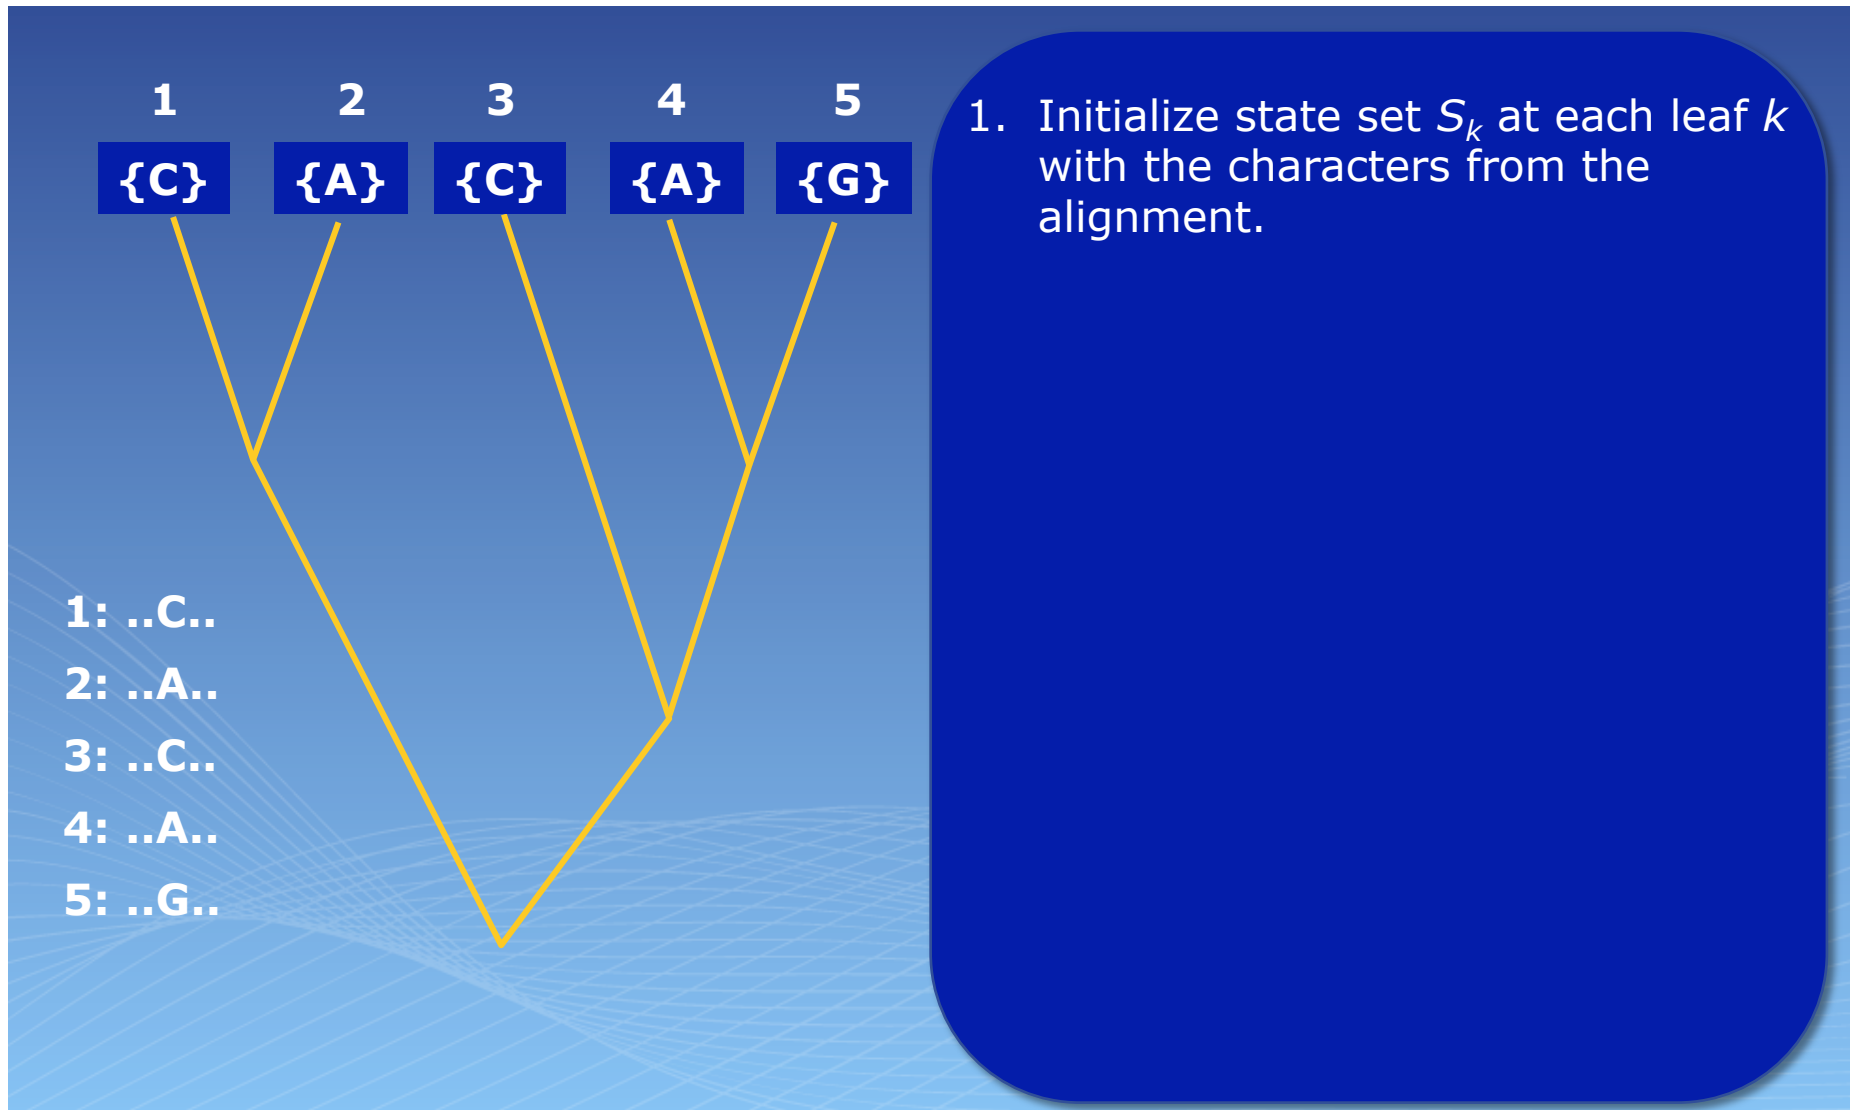 1 2 3 4 5
{C} {A} {C} {A} {G}
1. Initialize state set Sk at each leaf k
with the characters from the
alignment.
1: ..C..
2: ..A..
3: ..C..
4: ..A..
5: ..G..